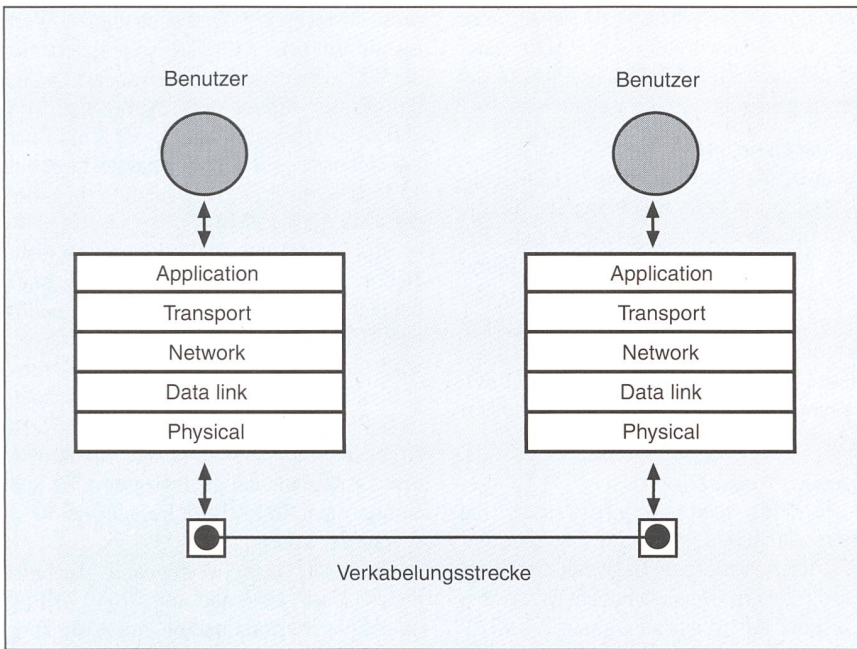 Benutzer
Benutzer
Application
Transport
Network
Data link
Physical
Application
Transport
Network
Data link
Physical
Verkabelungsstrecke